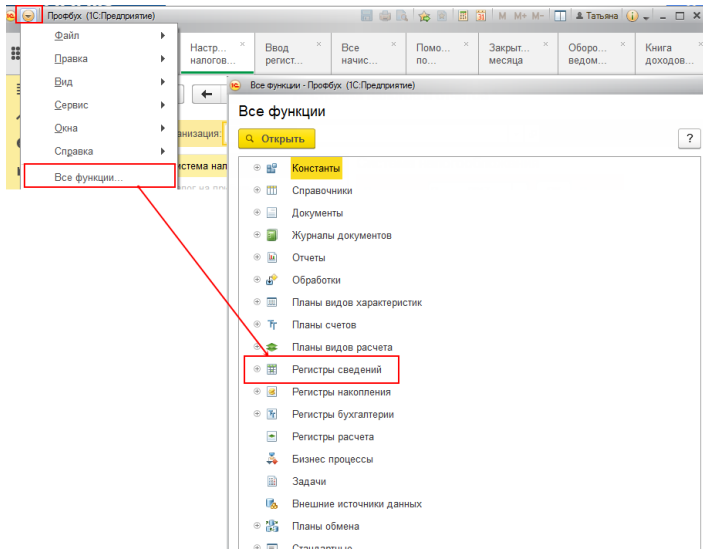 Профбух (1С:Предприятие)
M M+ M-
Татьяна
Файл
Правка
Вид
Сервис
Окна
Справка
Все функции...
Настр...
налогов...
Ввод
регист...
Все
начис...
Помо...
по...
Закрыт...
месяца
Оборо...
ведом...
Книга
доходов...
анизация:
истема нал
Все функции - Профбух (1С:Предприятие)
Все функции
Открыть
?
Константы
Справочники
Документы
Журналы документов
Отчеты
Обработки
Планы видов характеристик
Планы счетов
Планы видов расчета
Регистры сведений
Регистры накопления
Регистры бухгалтерии
Регистры расчета
Бизнес процессы
Задачи
Внешние источники данных
Планы обмена
Стандартные